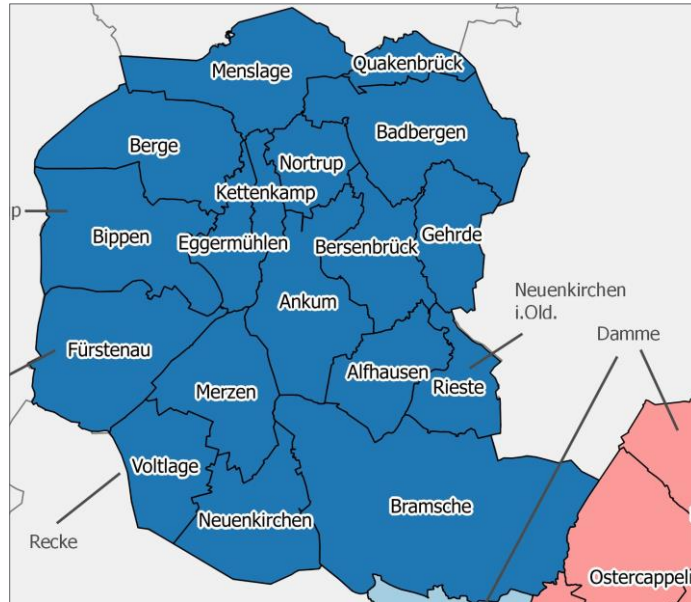 Quakenbrück
Menslage
Badbergen
Berge
Nortrup
Kettenkamp
p
Bippen
Eggermühlen
Bersenbrück
Gehrde
Ankum
Neuenkirchen
i.Old.
Damme
Fürstenau
Alfhausen
Rieste
Merzen
Voltlage
Bramsche
Neuenkirchen
Recke
Ostercappeli